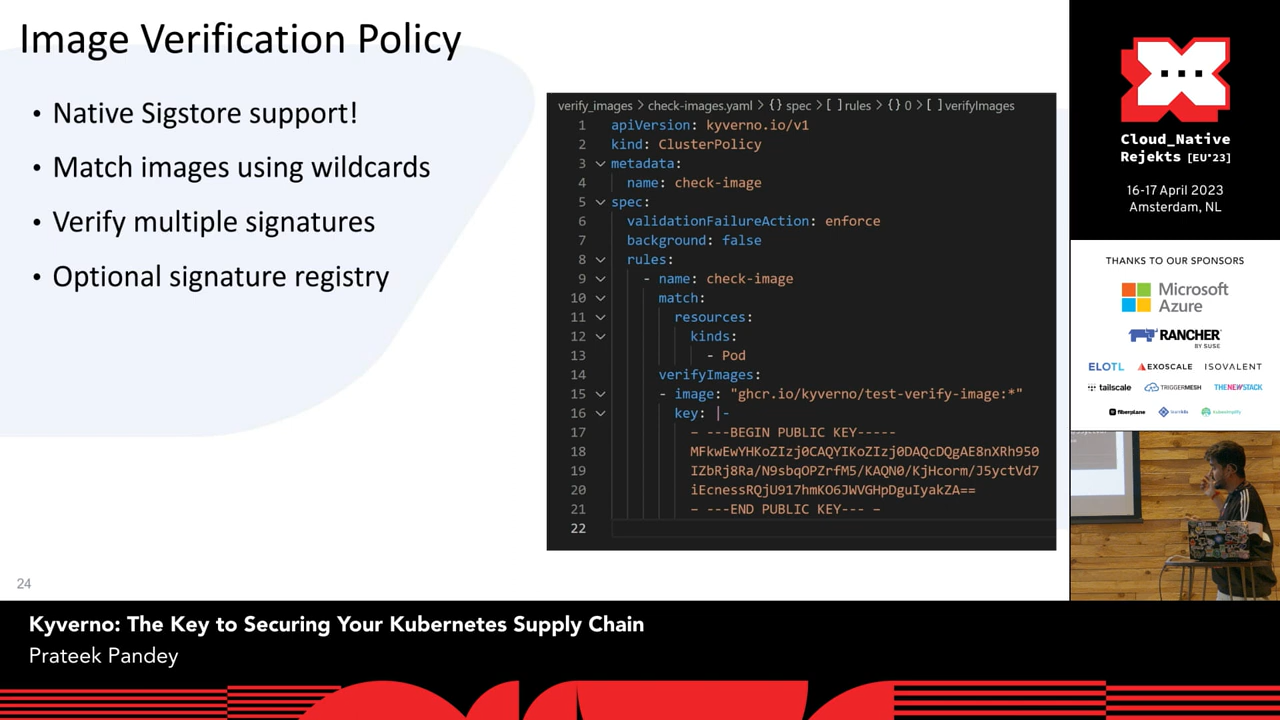 Image Verification Policy
• Native Sigstore support!
• Match images using wildcards
• Verify multiple signatures
• Optional signature registry
verify_images > check-images.yaml > {} spec > [ ] rules > {} 0 > [ ] verifyImages
1 apiVersion: kyverno.io/v1
2 kind: ClusterPolicy
3 metadata:
4 name: check-image
5 spec:
6 validationFailureAction: enforce
7 background: false
8 rules:
9 - name: check-image
10 match:
11 resources:
12 kinds:
13 - Pod
14 verifyImages:
15 - image: "ghcr.io/kyverno/test-verify-image:*"
16 key: |-
17 – ---BEGIN PUBLIC KEY-----
18 MFkwEwYHKoZIzj0CAQYIKoZIzj0DAQcDQgAE8nXRh950
19 IZbRj8Ra/N9sbqOPZrfM5/KAQN0/KjHcorm/J5yctVd7
20 iEcnessRQjU917hmKO6JWVGHpDguIyakZA==
21 – ---END PUBLIC KEY--- –
22
24
Cloud_Native
Rejekts [EU*23]
16-17 April 2023
Amsterdam, NL
THANKS TO OUR SPONSORS
Microsoft
Azure
RANCHER
BY SUSE
ELOTL EXOSCALE ISOVALENT
tailscale TRIGGERMESH THENEWSTACK
fiberplane kubesimplify
Kyverno: The Key to Securing Your Kubernetes Supply Chain
Prateek Pandey